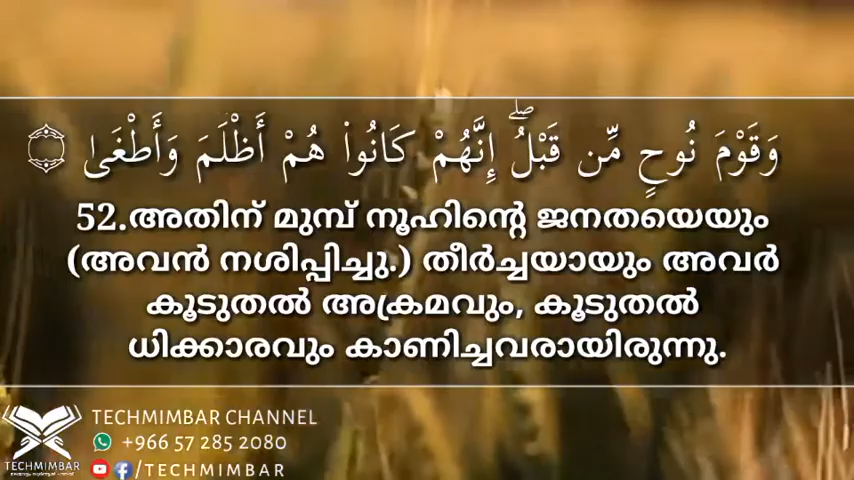 وَقَوْمَ نُوحٍ مِّن قَبْلُ ۖ إِنَّهُمْ كَانُوا۟ هُمْ أَظْلَمَ وَأَطْغَىٰ ۝
52.അതിന് മുമ്പ് നൂഹിന്റെ ജനതയെയും
(അവൻ നശിപ്പിച്ചു.) തീർച്ചയായും അവർ
കൂടുതൽ അക്രമവും, കൂടുതൽ
ധിക്കാരവും കാണിച്ചവരായിരുന്നു.
TECHMIMBAR CHANNEL
+966 57 285 2080
/TECHMIMBAR
TECHMIMBAR